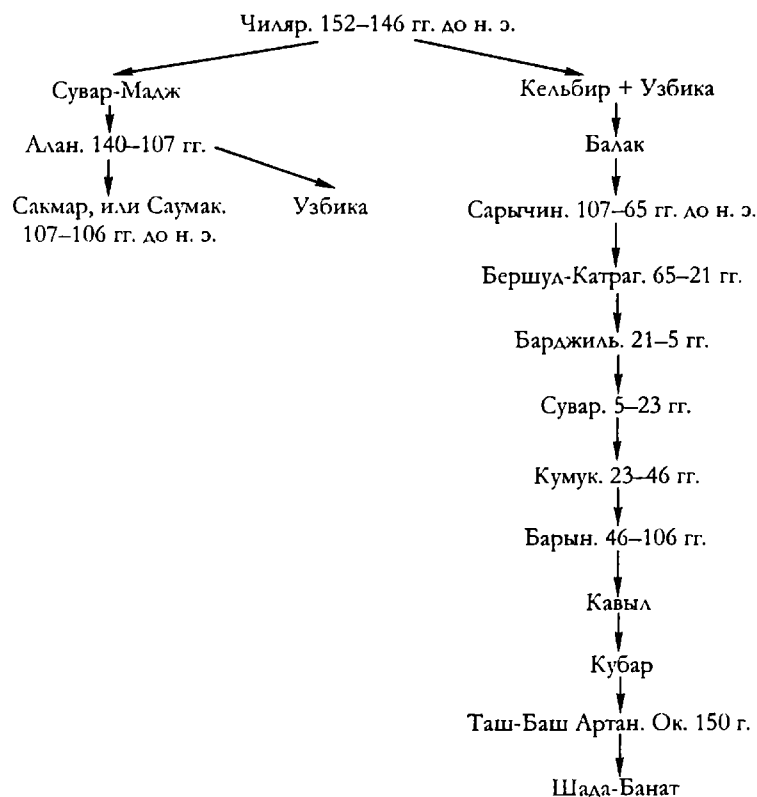 Чиляр. 152–146 гг. до н. э.
Сувар-Мадж
Кельбир + Узбика
Алан. 140–107 гг.
Балак
Сакмар, или Саумак.
107–106 гг. до н. э.
Узбика
Сарычин. 107–65 гг. до н. э.
Бершуд-Катраг. 65–21 гг.
Барджиль. 21–5 гг.
Сувар. 5–23 гг.
Кумук. 23–46 гг.
Барын. 46–106 гг.
Кавыл
Кубар
Таш-Баш Артан. Ок. 150 г.
Шада-Банат